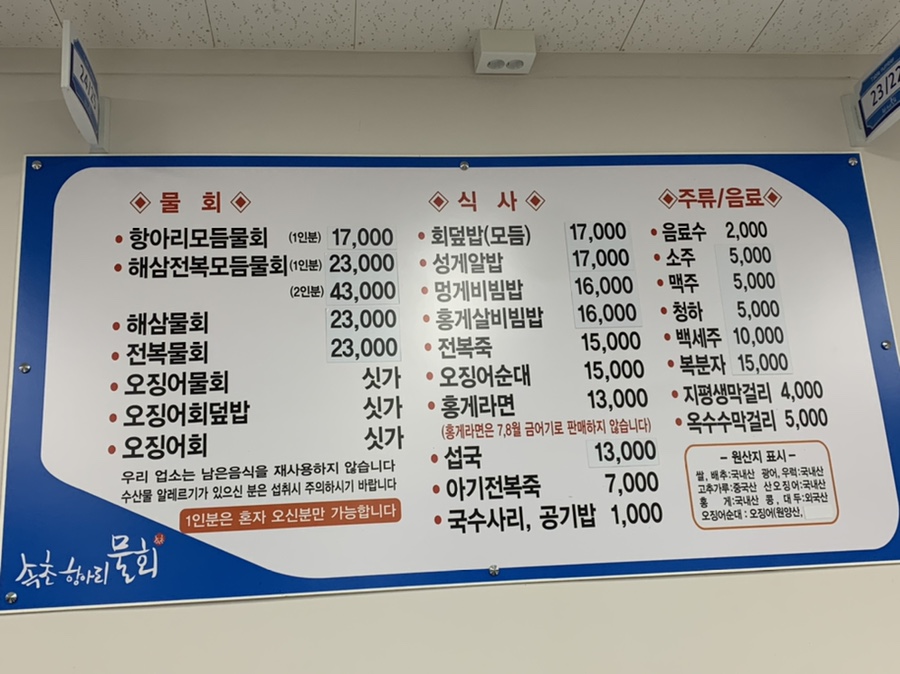 24/25
23/22
◈ 물 회 ◈
• 항아리모듬물회 (1인분) 17,000
• 해삼전복모듬물회 (1인분) 23,000
(2인분) 43,000
• 해삼물회 23,000
• 전복물회 23,000
• 오징어물회 싯가
• 오징어회덮밥 싯가
• 오징어회 싯가
우리 업소는 남은음식을 재사용하지 않습니다
수산물 알레르기가 있으신 분은 섭취시 주의하시기 바랍니다
1인분은 혼자 오신분만 가능합니다
속초 항아리 물회
◈ 식 사 ◈
• 회덮밥(모듬) 17,000
• 성게알밥 17,000
• 멍게비빔밥 16,000
• 홍게살비빔밥 16,000
• 전복죽 15,000
• 오징어순대 15,000
• 홍게라면 13,000
(홍게라면은 7,8월 금어기로 판매하지 않습니다)
• 섭국 13,000
• 아기전복죽 7,000
• 국수사리, 공기밥 1,000
◈주류/음료◈
• 음료수 2,000
• 소주 5,000
• 맥주 5,000
• 청하 5,000
• 백세주 10,000
• 복분자 15,000
• 지평생막걸리 4,000
• 옥수수막걸리 5,000
– 원산지 표시 –
쌀, 배추:국내산 광어, 우럭:국내산
고추가루:중국산 산오징어:국내산
홍 게:국내산 콩, 대두:외국산
오징어순대 : 오징어(원양산,